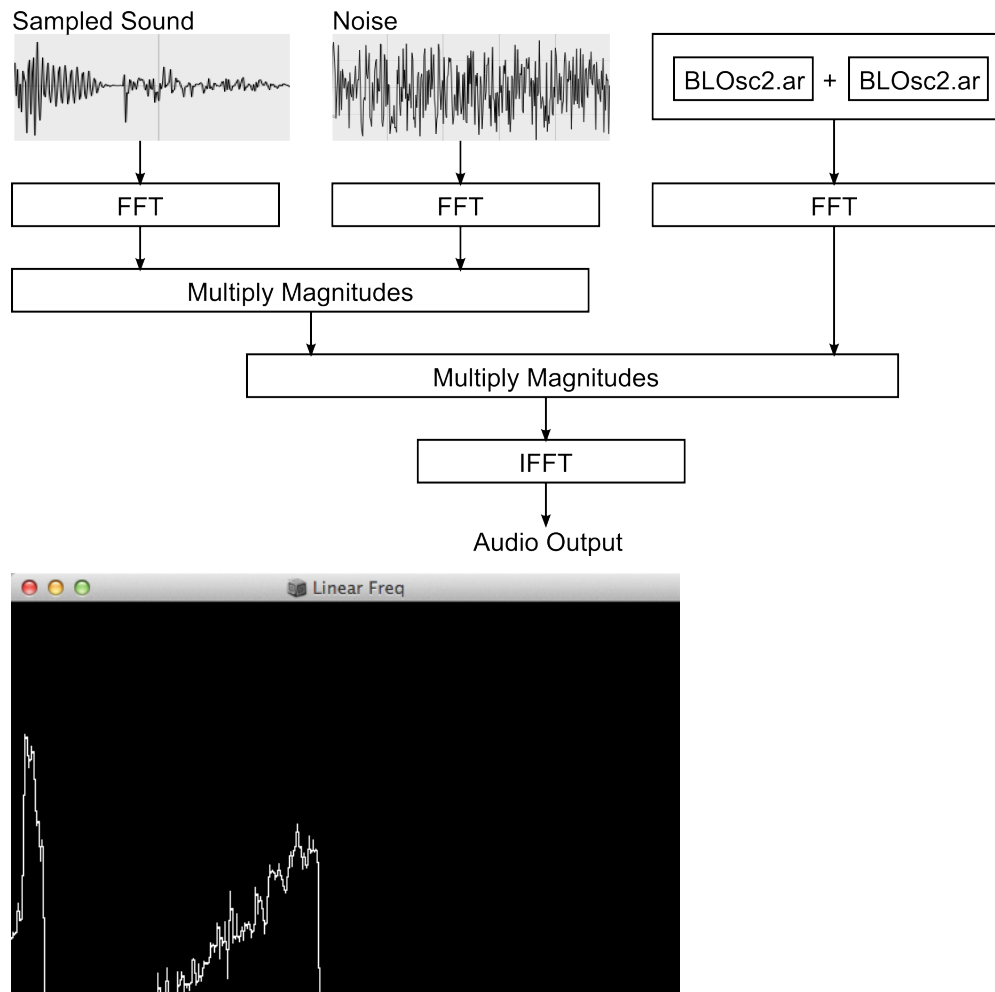 Sampled Sound
Noise
BLOsc2.ar + BLOsc2.ar
FFT
FFT
FFT
Multiply Magnitudes
Multiply Magnitudes
IFFT
Audio Output
Linear Freq